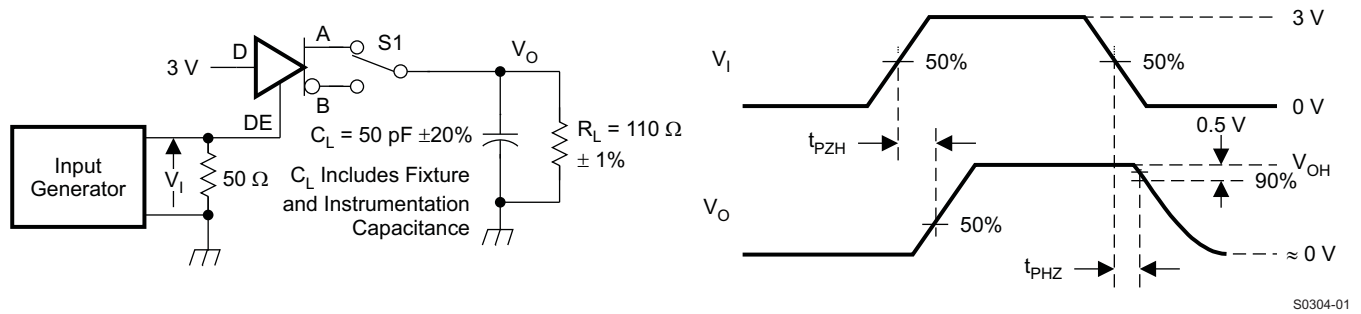 A
S1
D
3 V
B
DE
V_O
C_L = 50 pF ±20%
R_L = 110 Ω
± 1%
Input
Generator
V_I
50 Ω
C_L Includes Fixture
and Instrumentation
Capacitance
3 V
V_I
50%
50%
0 V
0.5 V
t_PZH
V_OH
90%
V_O
50%
≈ 0 V
t_PHZ
S0304-01